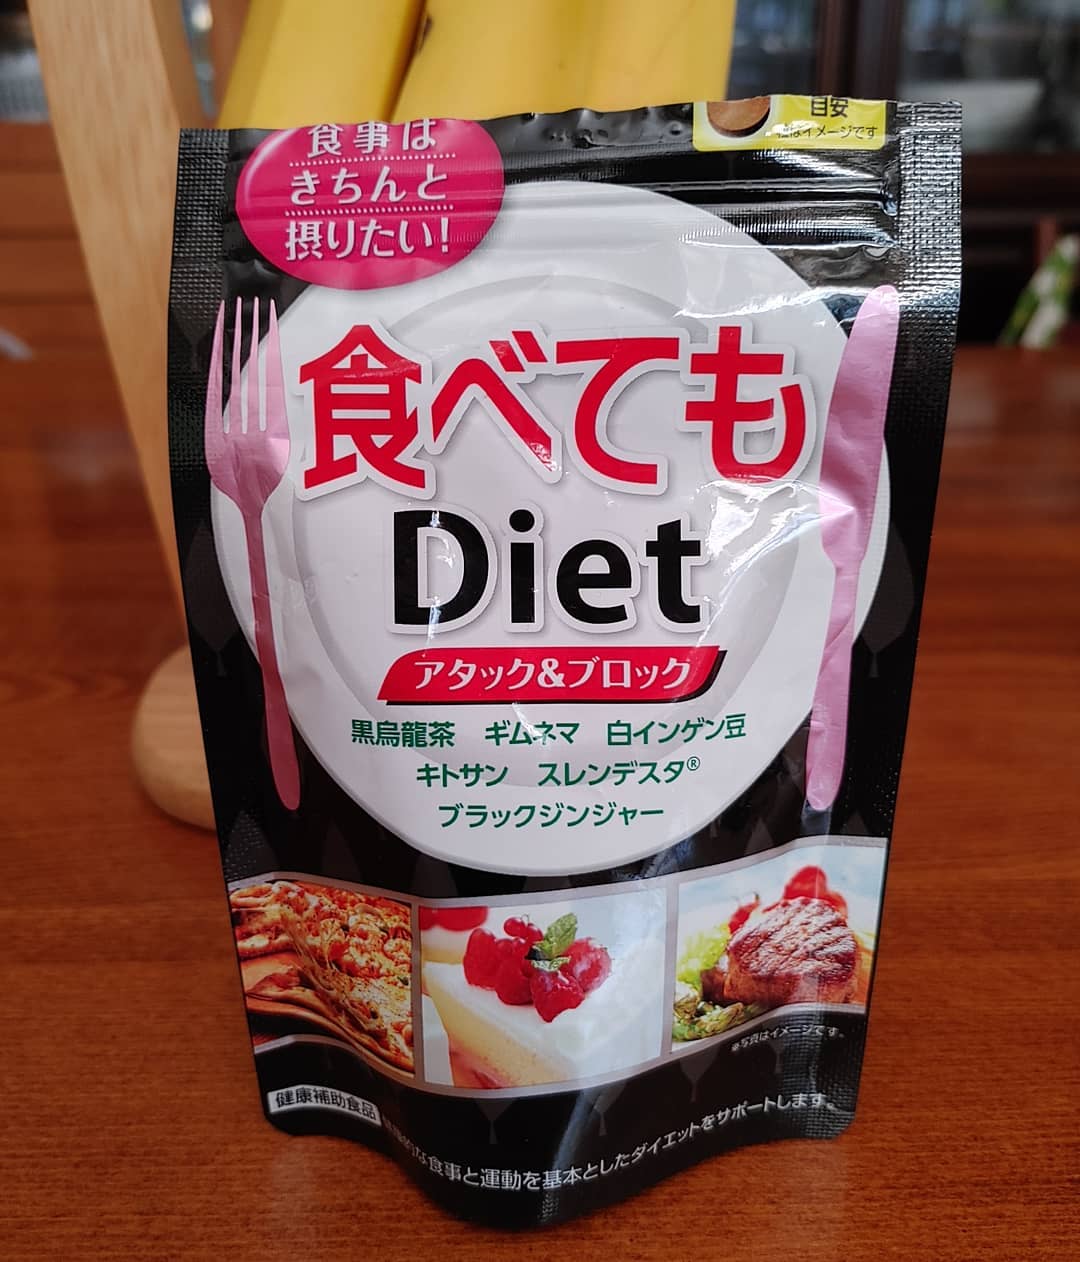 食事は
きちんと
摂りたい!
目安
はイメージです
食べても
Diet
アタック&ブロック
黒烏龍茶 ギムネマ 白インゲン豆
キトサン スレンデスタ®
ブラックジンジャー
※写真はイメージです。
健康補助食品
な食事と運動を基本としたダイエットをサポートします。